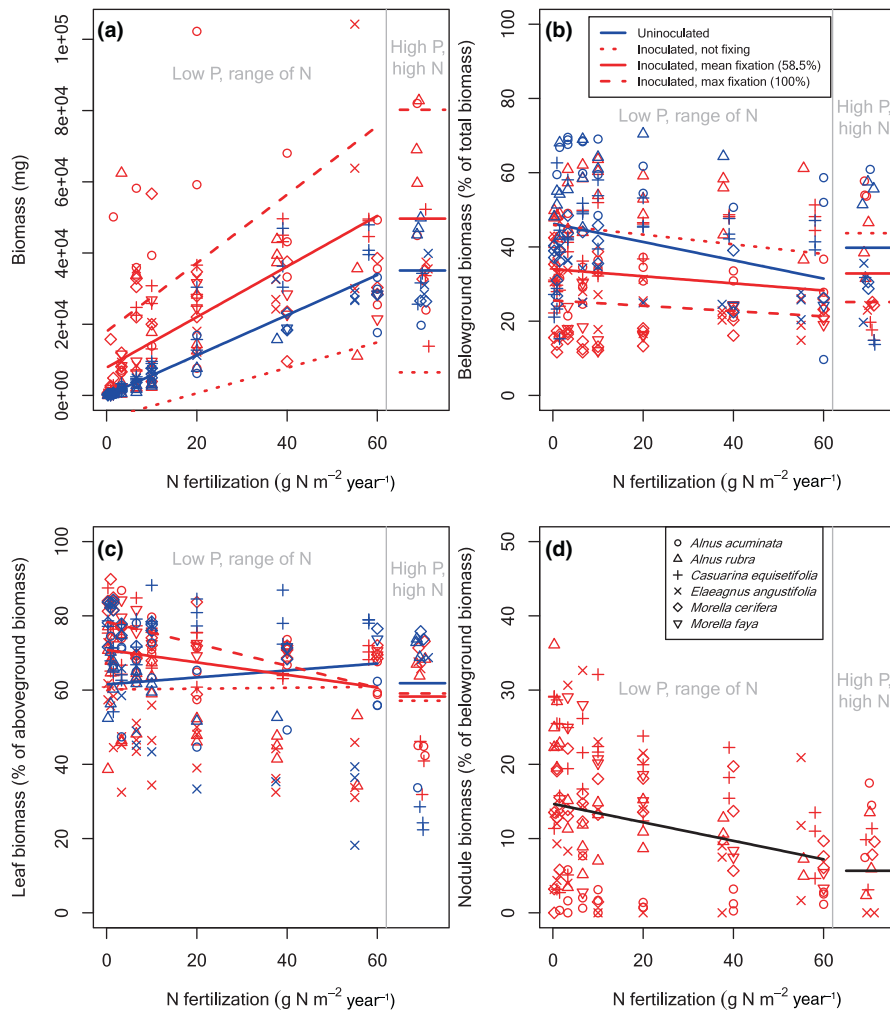 (a)
Low P, range of N
High P,
high N
Biomass (mg)
1e+05
8e+04
6e+04
4e+04
2e+04
0e+00
0 20 40 60
N fertilization (g N m⁻² year⁻¹)
(b)
Uninoculated
Inoculated, not fixing
Inoculated, mean fixation (58.5%)
Inoculated, max fixation (100%)
Low P, range of N
High P,
high N
Belowground biomass (% of total biomass)
100
80
60
40
20
0
0 20 40 60
N fertilization (g N m⁻² year⁻¹)
(c)
Low P, range of N
High P,
high N
Leaf biomass (% of aboveground biomass)
100
80
60
40
20
0
0 20 40 60
N fertilization (g N m⁻² year⁻¹)
(d)
Alnus acuminata
Alnus rubra
Casuarina equisetifolia
Elaeagnus angustifolia
Morella cerifera
Morella faya
Low P, range of N
High P,
high N
Nodule biomass (% of belowground biomass)
50
40
30
20
10
0
0 20 40 60
N fertilization (g N m⁻² year⁻¹)